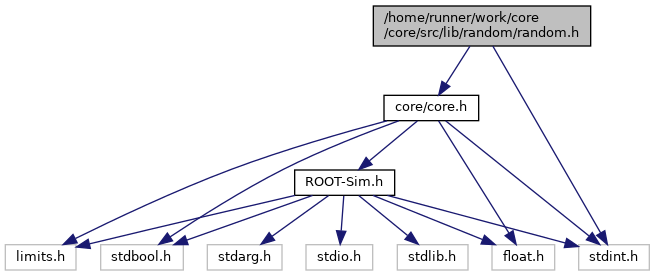 /home/runner/work/core
/core/src/lib/random/random.h
core/core.h
ROOT-Sim.h
limits.h
stdbool.h
stdarg.h
stdio.h
stdlib.h
float.h
stdint.h